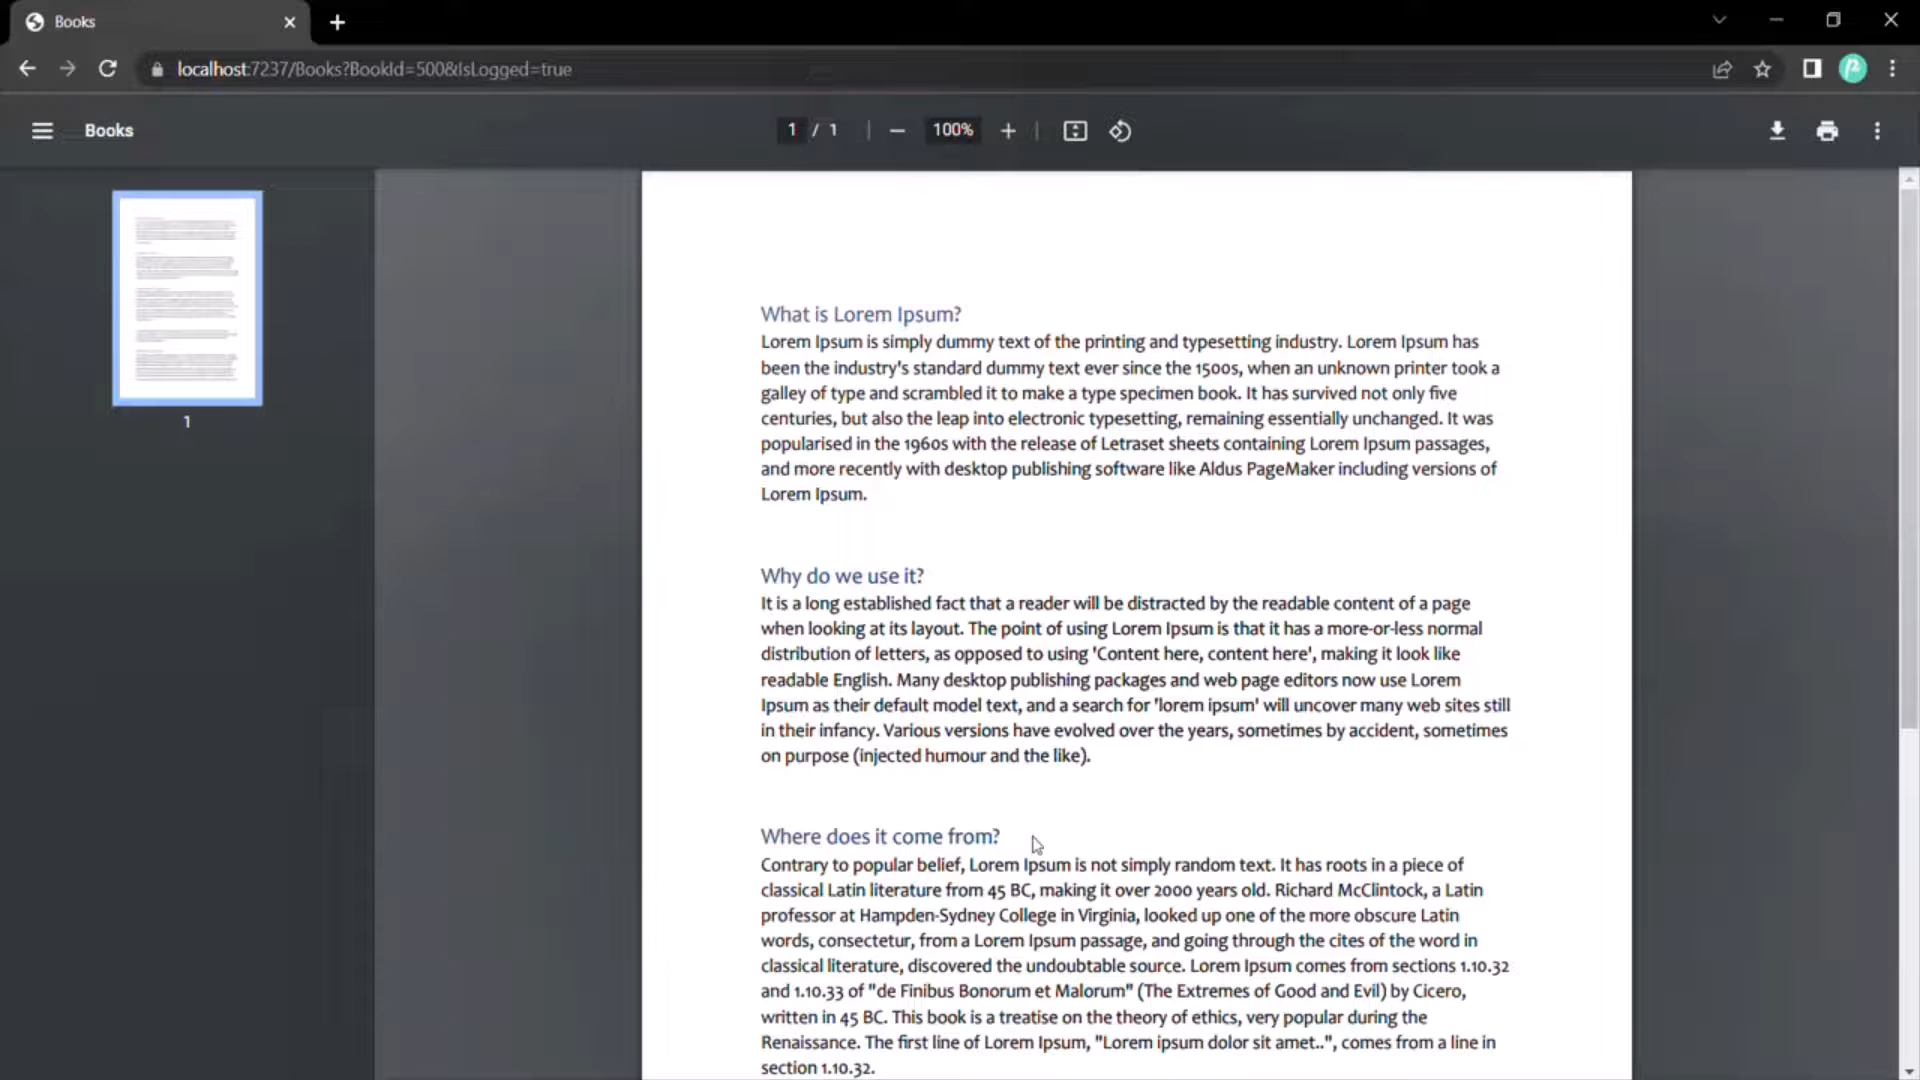 Books
localhost:7237/Books?BookId=500&IsLogged=true
Books
1 / 1
100%
1
What is Lorem Ipsum?
Lorem Ipsum is simply dummy text of the printing and typesetting industry. Lorem Ipsum has
been the industry's standard dummy text ever since the 1500s, when an unknown printer took a
galley of type and scrambled it to make a type specimen book. It has survived not only five
centuries, but also the leap into electronic typesetting, remaining essentially unchanged. It was
popularised in the 1960s with the release of Letraset sheets containing Lorem Ipsum passages,
and more recently with desktop publishing software like Aldus PageMaker including versions of
Lorem Ipsum.
Why do we use it?
It is a long established fact that a reader will be distracted by the readable content of a page
when looking at its layout. The point of using Lorem Ipsum is that it has a more-or-less normal
distribution of letters, as opposed to using 'Content here, content here', making it look like
readable English. Many desktop publishing packages and web page editors now use Lorem
Ipsum as their default model text, and a search for 'lorem ipsum' will uncover many web sites still
in their infancy. Various versions have evolved over the years, sometimes by accident, sometimes
on purpose (injected humour and the like).
Where does it come from?
Contrary to popular belief, Lorem Ipsum is not simply random text. It has roots in a piece of
classical Latin literature from 45 BC, making it over 2000 years old. Richard McClintock, a Latin
professor at Hampden-Sydney College in Virginia, looked up one of the more obscure Latin
words, consectetur, from a Lorem Ipsum passage, and going through the cites of the word in
classical literature, discovered the undoubtable source. Lorem Ipsum comes from sections 1.10.32
and 1.10.33 of "de Finibus Bonorum et Malorum" (The Extremes of Good and Evil) by Cicero,
written in 45 BC. This book is a treatise on the theory of ethics, very popular during the
Renaissance. The first line of Lorem Ipsum, "Lorem ipsum dolor sit amet..", comes from a line in
section 1.10.32.